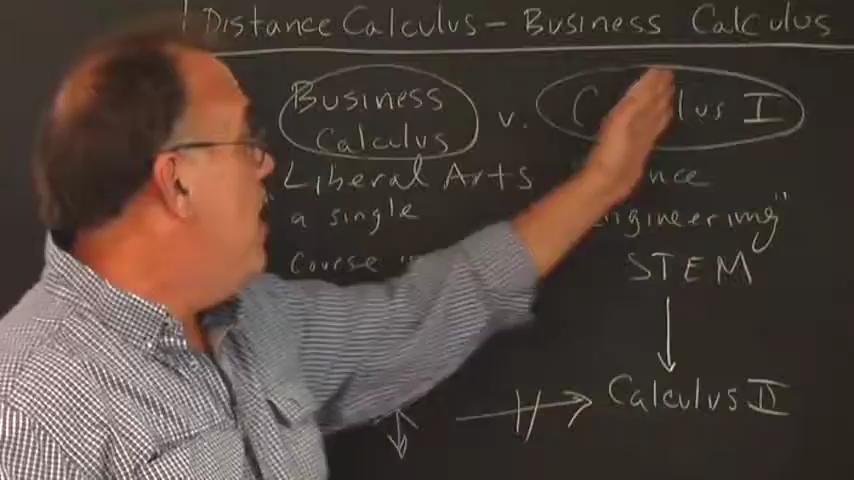 Distance Calculus - Business Calculus
Business v. I
Calculus
"Liberal Arts
a single
Course "
STEM
Calculus II